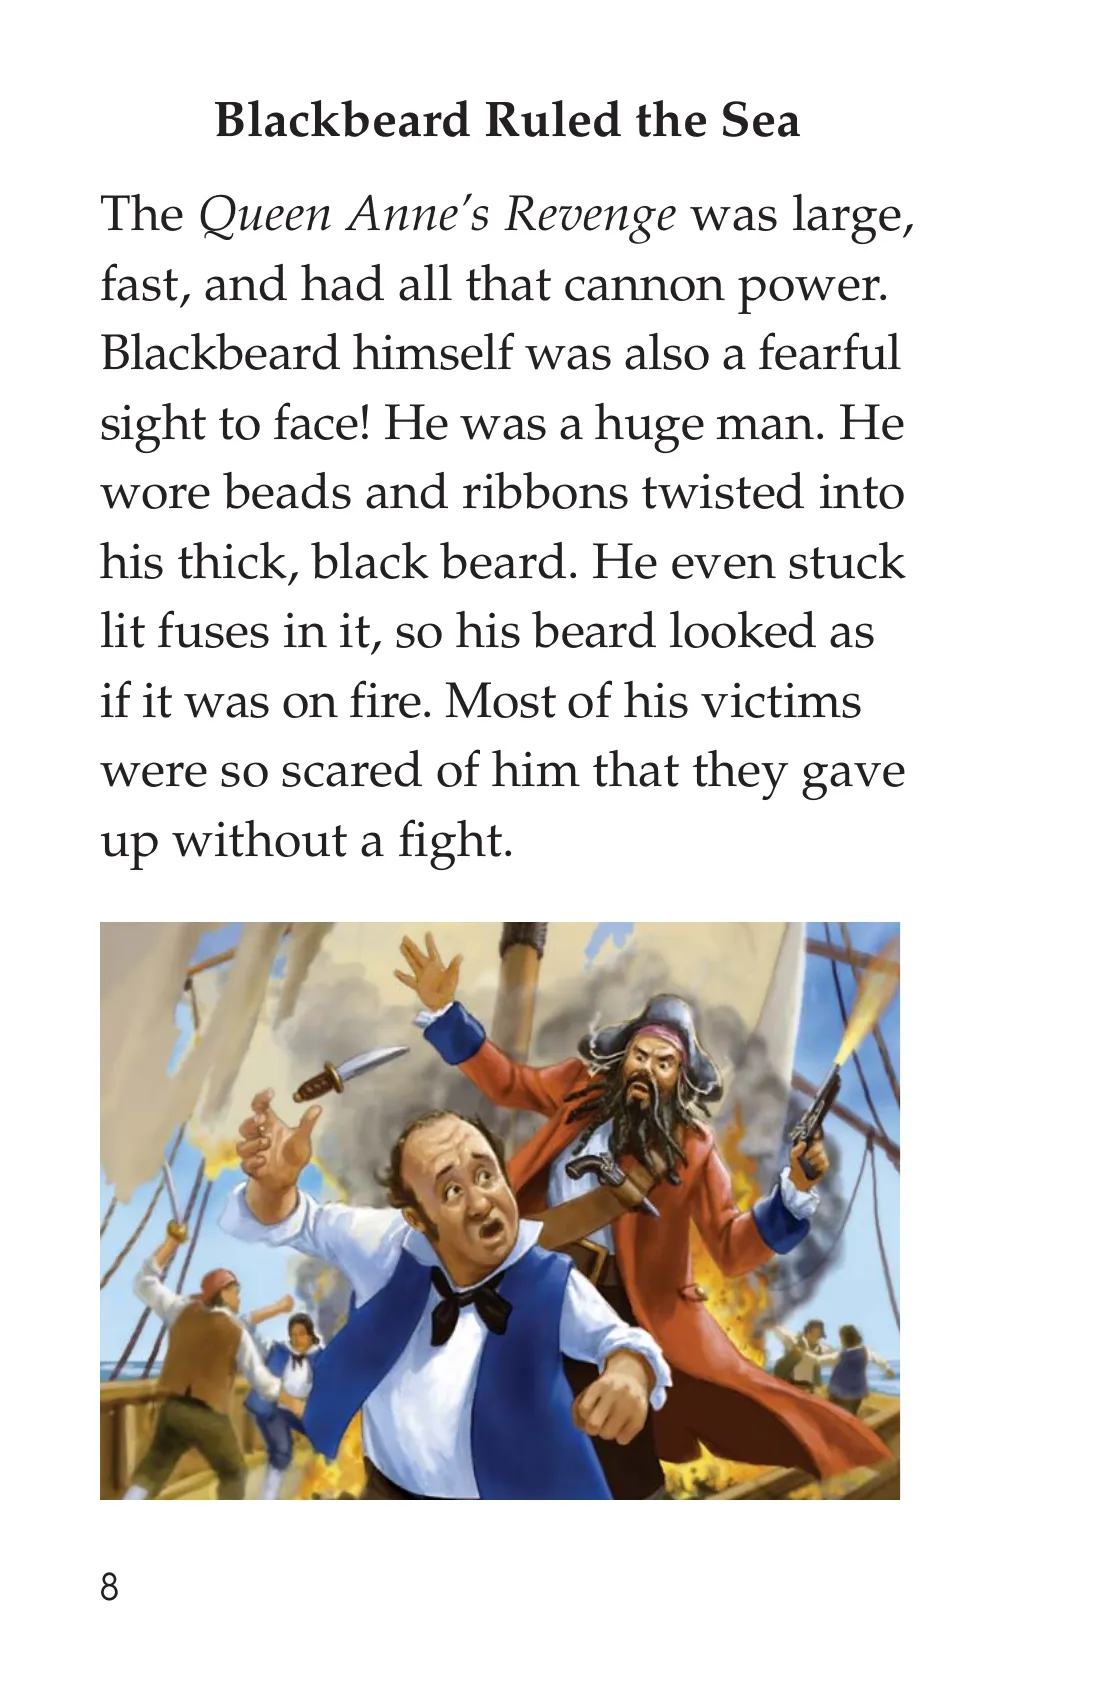 Blackbeard Ruled the Sea
The Queen Anne’s Revenge was large,
fast, and had all that cannon power.
Blackbeard himself was also a fearful
sight to face! He was a huge man. He
wore beads and ribbons twisted into
his thick, black beard. He even stuck
lit fuses in it, so his beard looked as
if it was on fire. Most of his victims
were so scared of him that they gave
up without a fight.
8